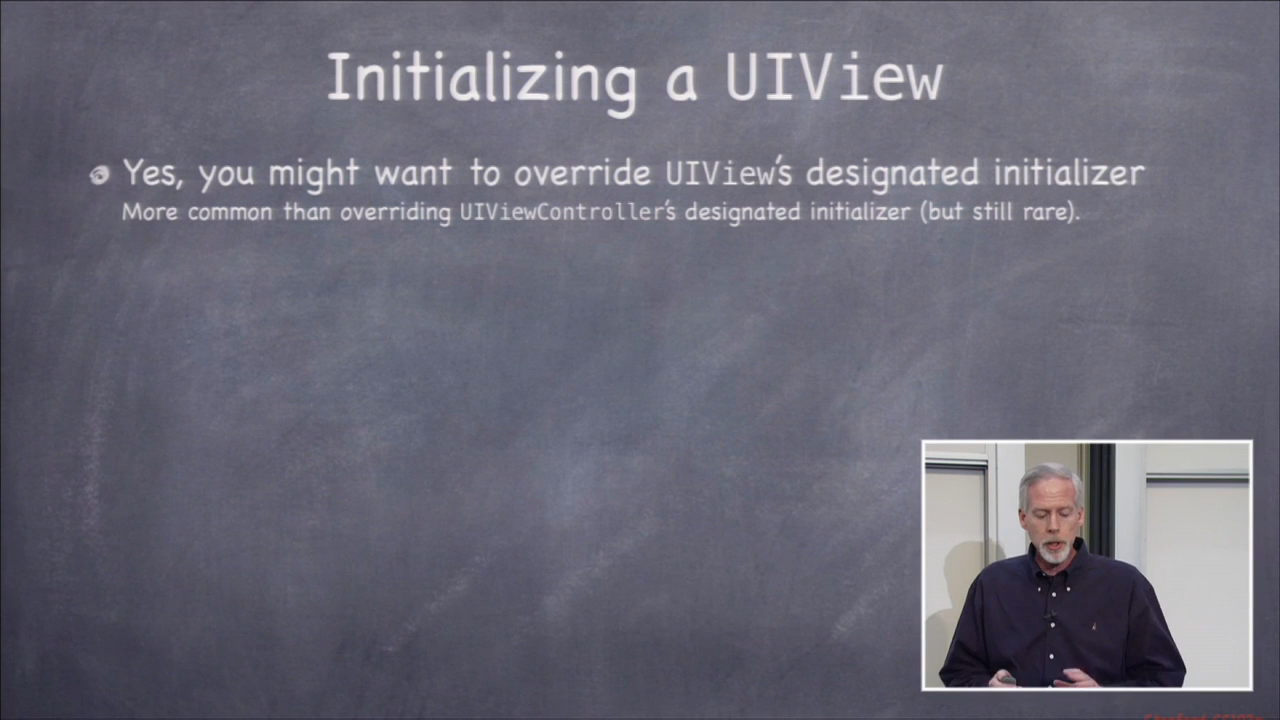 Initializing a UIView
Yes, you might want to override UIView's designated initializer
More common than overriding UIViewController's designated initializer (but still rare).